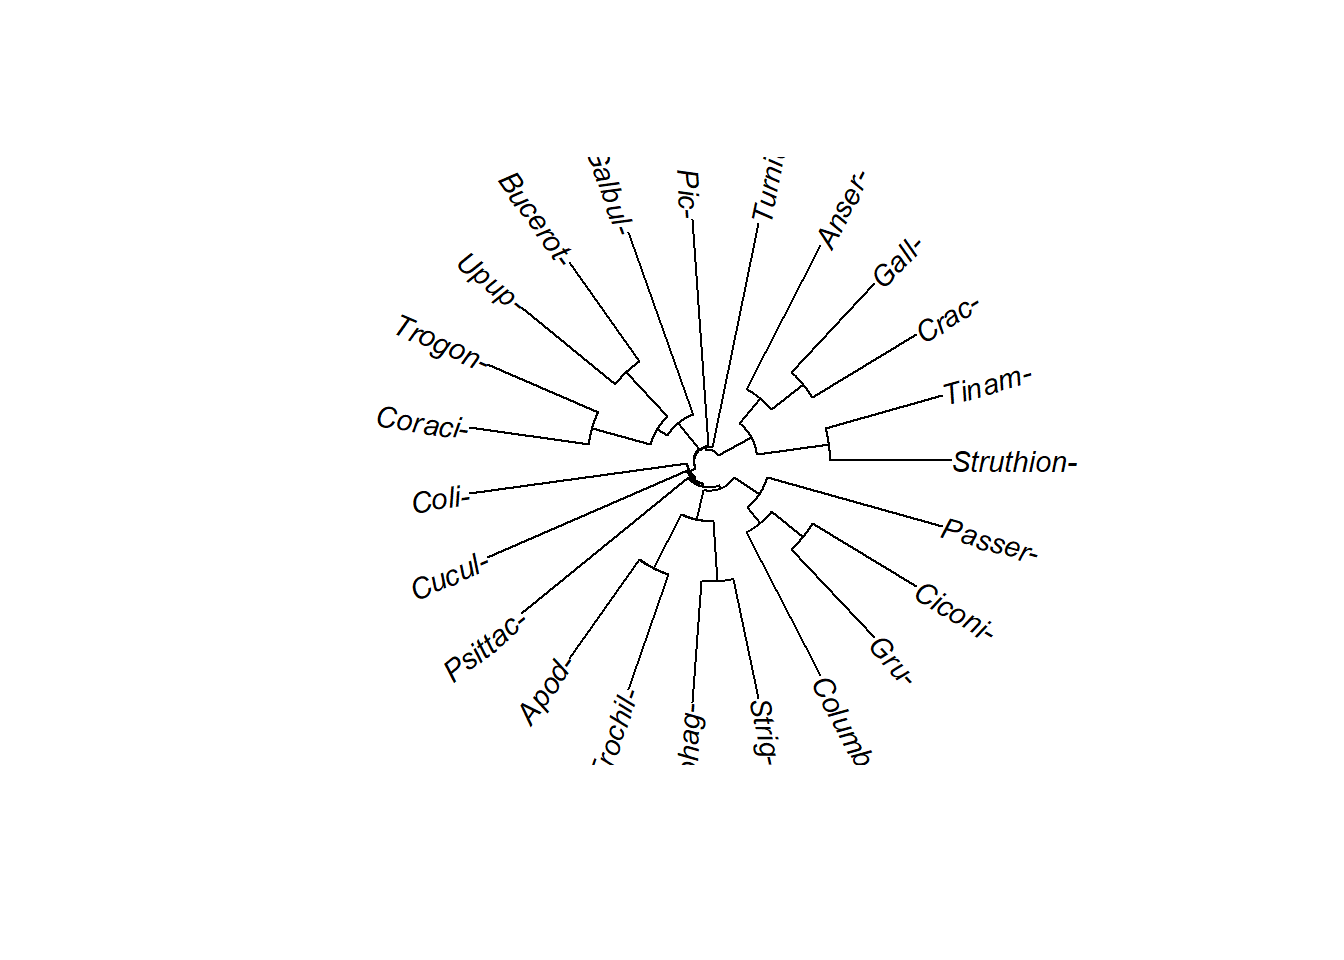 Struthion-
Tinam-
Crac-
Gall-
Anser-
Turni
Pic-
Galbul-
Bucerot-
Upup-
Trogon-
Coraci-
Coli-
Cucul-
Psittac-
Apod-
Trochil-
phag-
Strig-
Columb
Gru-
Ciconi-
Passer-